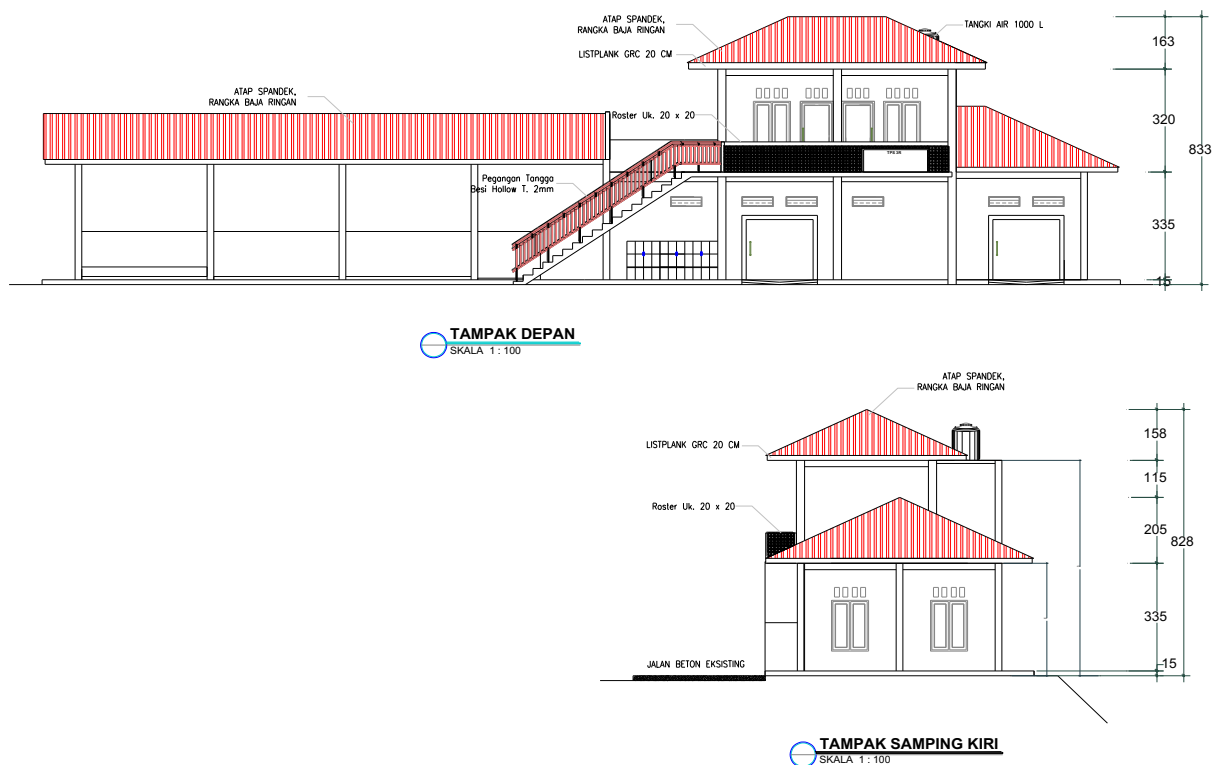 ATAP SPANDEK,
RANGKA BAJA RINGAN
LISTPLANK GRC 20 CM
TANGKI AIR 1000 L
163
ATAP SPANDEK,
RANGKA BAJA RINGAN
Roster Uk. 20 x 20
320
833
TPS 3R
Pegangan Tangga
Besi Hollow T. 2mm
335
15
TAMPAK DEPAN
SKALA 1 : 100
ATAP SPANDEK,
RANGKA BAJA RINGAN
LISTPLANK GRC 20 CM
158
115
Roster Uk. 20 x 20
205
828
335
JALAN BETON EKSISTING
15
TAMPAK SAMPING KIRI
SKALA 1 : 100